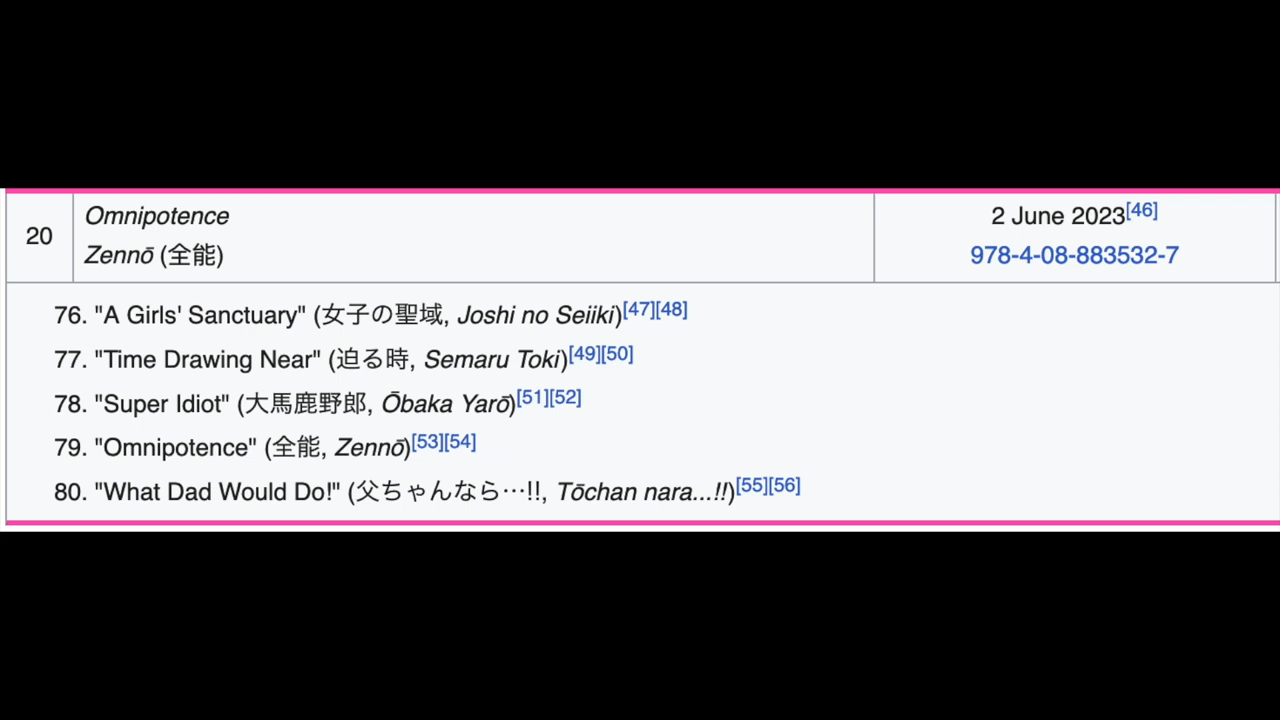 20
Omnipotence
Zennō (全能)
2 June 2023[46]
978-4-08-883532-7
76. "A Girls' Sanctuary" (女子の聖域, Joshi no Seiiki)[47][48]
77. "Time Drawing Near" (迫る時, Semaru Toki)[49][50]
78. "Super Idiot" (大馬鹿野郎, Ōbaka Yarō)[51][52]
79. "Omnipotence" (全能, Zennō)[53][54]
80. "What Dad Would Do!" (父ちゃんなら…!!, Tōchan nara...!!)[55][56]